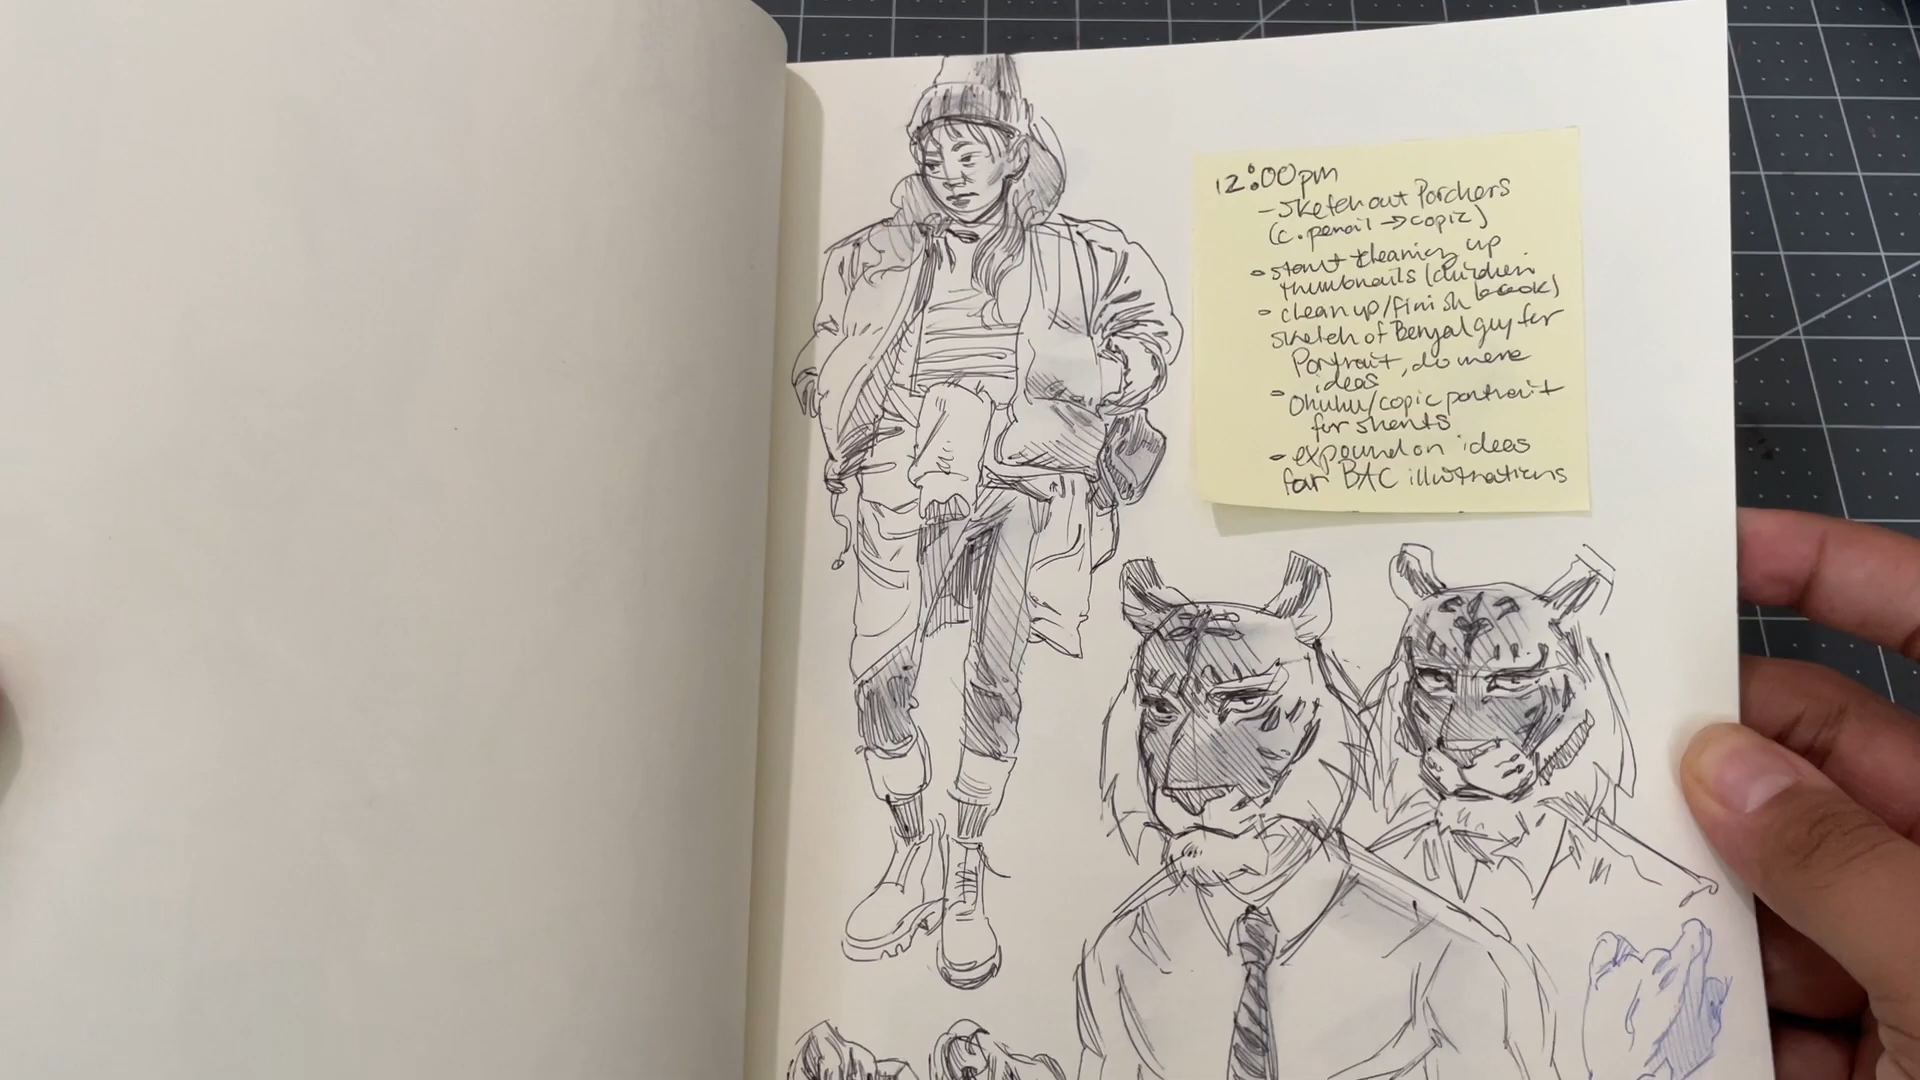 12:00pm
- Sketch out Porchers
(c.pencil → copic)
• start cleaning up
thumbnails (children
book)
• clean up/finish
sketch of Bengal guy for
Portrait, do more
ideas
• Ohuhu/copic portrait
for shents
• expound on ideas
for BAC illustrations